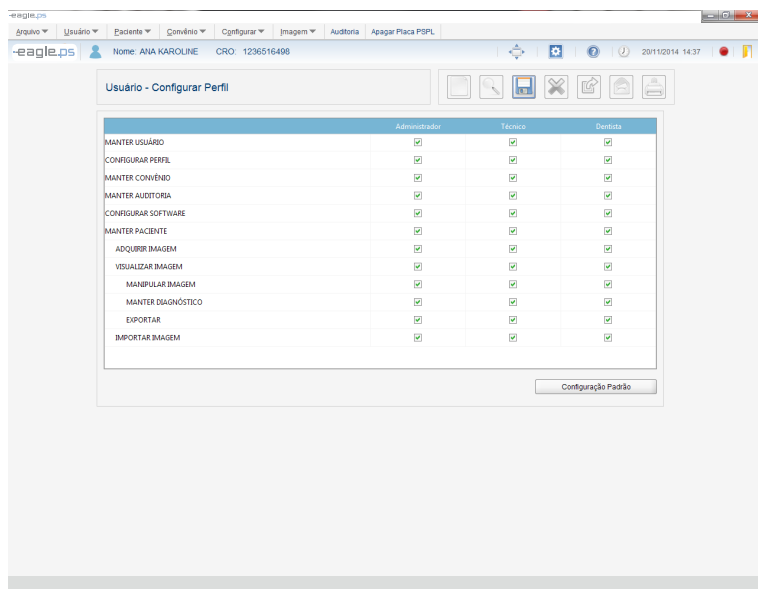 -eagle.ps
Arquivo Usuário Paciente Convênio Configurar Imagem Auditoria Apagar Placa PSPL
-eagle.ps Nome: ANA KAROLINE CRO: 1236516498 20/11/2014 14:37
Usuário - Configurar Perfil
Administrador Técnico Dentista
MANTER USUÁRIO
CONFIGURAR PERFIL
MANTER CONVÊNIO
MANTER AUDITORIA
CONFIGURAR SOFTWARE
MANTER PACIENTE
ADQUIRIR IMAGEM
VISUALIZAR IMAGEM
MANIPULAR IMAGEM
MANTER DIAGNÓSTICO
EXPORTAR
IMPORTAR IMAGEM
Configuração Padrão